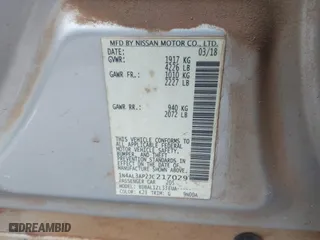 MFD BY NISSAN MOTOR CO., LTD.
DATE: 03/18
GVWR: 1917 KG
4226 LB
GAWR FR: 1010 KG
2227 LB
GAWR RR: 940 KG
2072 LB
THIS VEHICLE CONFORMS TO ALL
APPLICABLE FEDERAL MOTOR
VEHICLE SAFETY, BUMPER, AND
THEFT PREVENTION STANDARDS
IN EFFECT ON THE DATE OF
MANUFACTURE SHOWN ABOVE.
217029
PASSENGER CAR
MODEL:
COLOR: TRIM: G